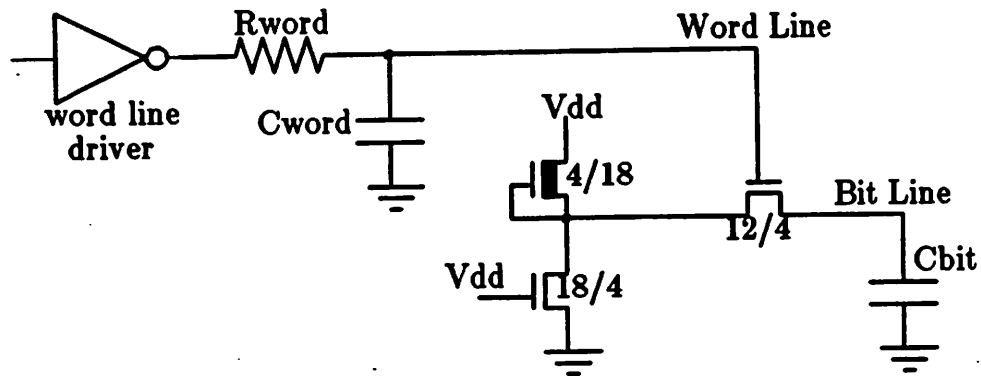 Rword
Word Line
word line
driver
Cword
Vdd
4/18
Bit Line
12/4
Vdd
18/4
Cbit